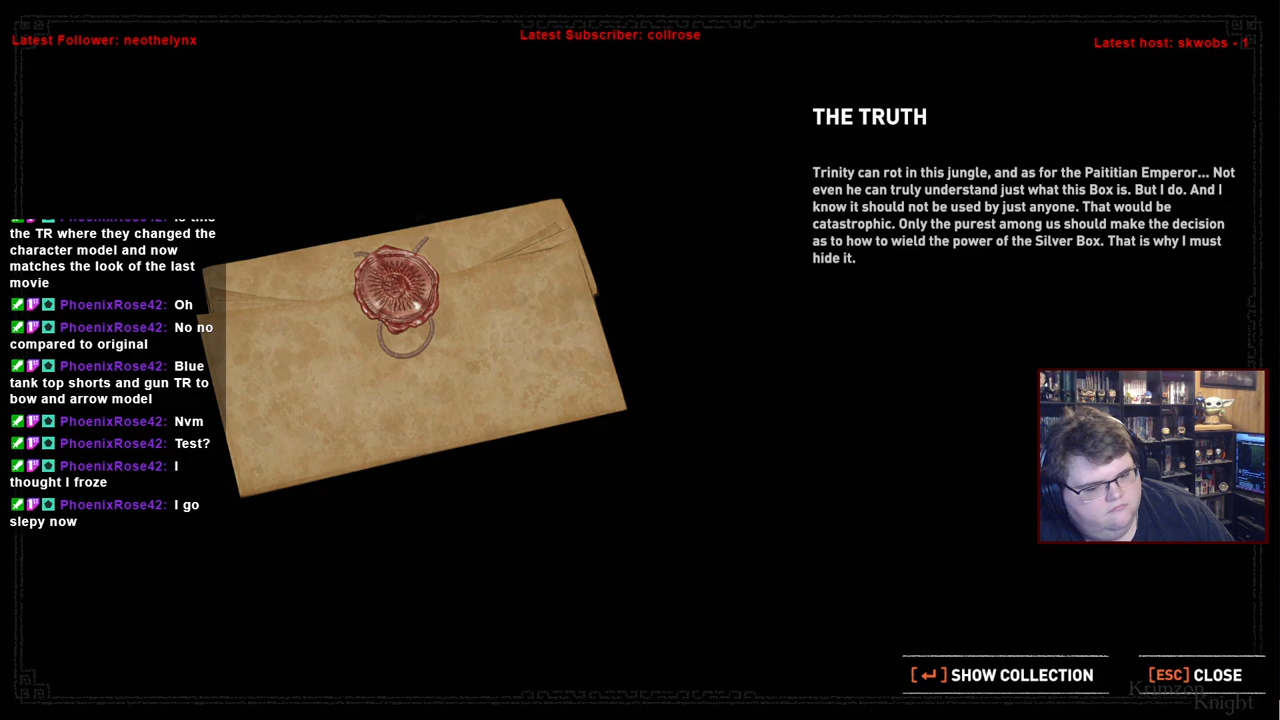 Latest Follower: neothelynx
Latest Subscriber: collrose
Latest host: skwobs - 1
THE TRUTH
Trinity can rot in this jungle, and as for the Paititian Emperor... Not
even he can truly understand just what this Box is. But I do. And I
know it should not be used by just anyone. That would be
catastrophic. Only the purest among us should make the decision
as to how to wield the power of the Silver Box. That is why I must
hide it.
PhoenixRose42: Is this
the TR where they changed the
character model and now
matches the look of the last
movie
PhoenixRose42: Oh
PhoenixRose42: No no
compared to original
PhoenixRose42: Blue
tank top shorts and gun TR to
bow and arrow model
PhoenixRose42: Nvm
PhoenixRose42: Test?
PhoenixRose42: I
thought I froze
PhoenixRose42: I go
slepy now
[↵] SHOW COLLECTION
[ESC] CLOSE
Krimzon
Knight